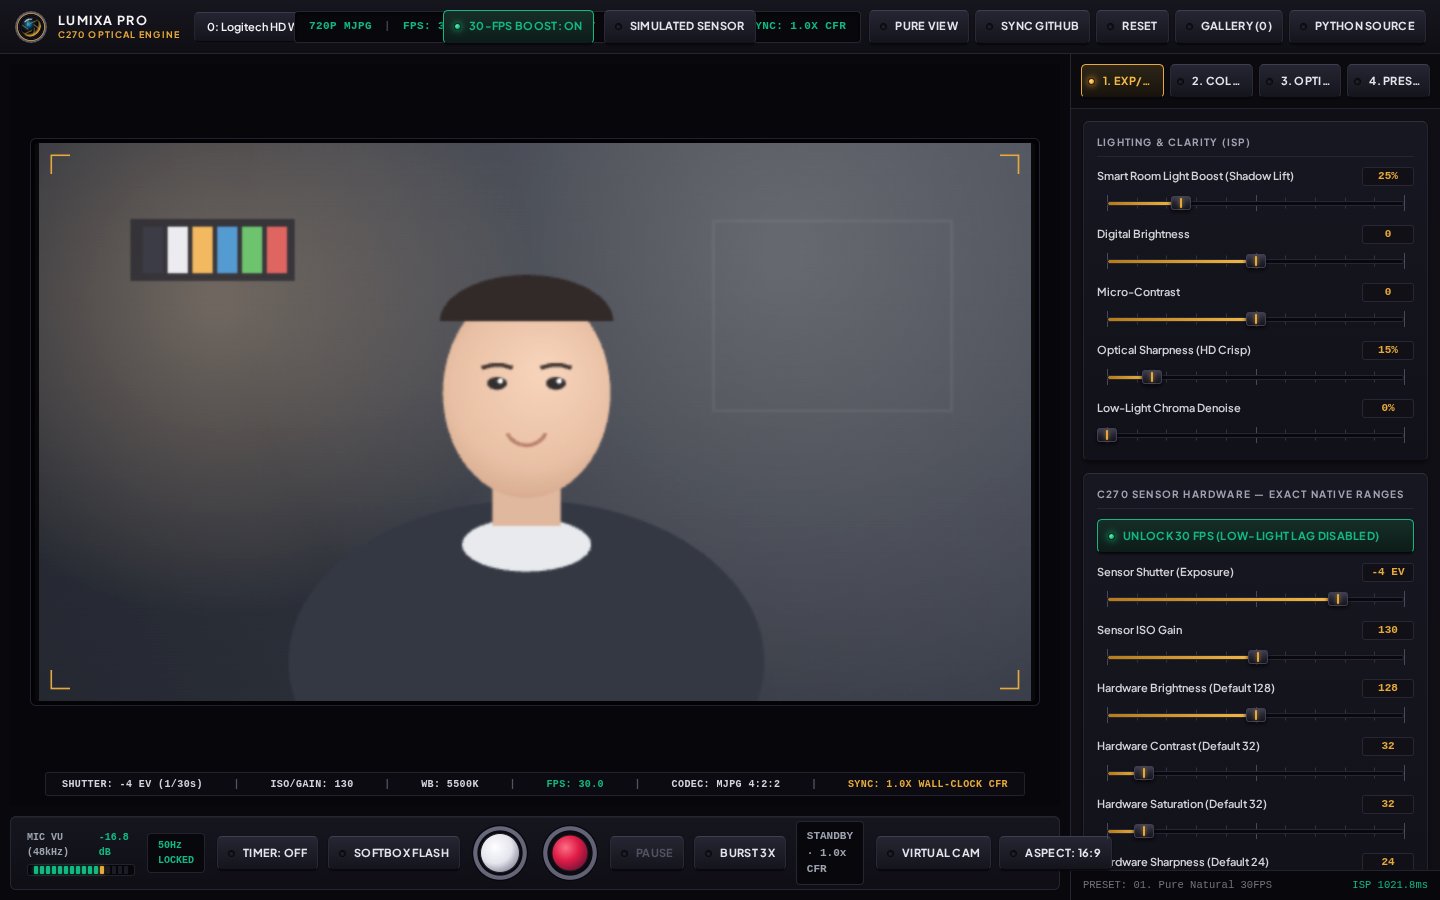 LUMIXA PRO
C270 OPTICAL ENGINE
0: Logitech HD
720P MJPG | FPS:
30-FPS BOOST: ON
SIMULATED SENSOR
1.0X CFR
PURE VIEW
SYNC GITHUB
RESET
GALLERY (0)
PYTHON SOURCE
1. EXP/...
2. COL...
3. OPTI...
4. PRES...
LIGHTING & CLARITY (ISP)
Smart Room Light Boost (Shadow Lift) 25%
Digital Brightness 0
Micro-Contrast 0
Optical Sharpness (HD Crisp) 15%
Low-Light Chroma Denoise 0%
C270 SENSOR HARDWARE — EXACT NATIVE RANGES
UNLOCK 30 FPS (LOW-LIGHT LAG DISABLED)
Sensor Shutter (Exposure) -4 EV
Sensor ISO Gain 130
Hardware Brightness (Default 128) 128
Hardware Contrast (Default 32) 32
Hardware Saturation (Default 32) 32
Sharpness (Default 24) 24
SHUTTER: -4 EV (1/30s) | ISO/GAIN: 130 | WB: 5500K | FPS: 30.0 | CODEC: MJPG 4:2:2 | SYNC: 1.0X WALL-CLOCK CFR
MIC VU (48kHz)
-16.8 dB
50Hz
LOCKED
TIMER: OFF
SOFTBOX FLASH
PAUSE
BURST 3X
STANDBY
· 1.0x
CFR
VIRTUAL CAM
ASPECT: 16:9
PRESET: 01. Pure Natural 30FPS
ISP 1021.8ms